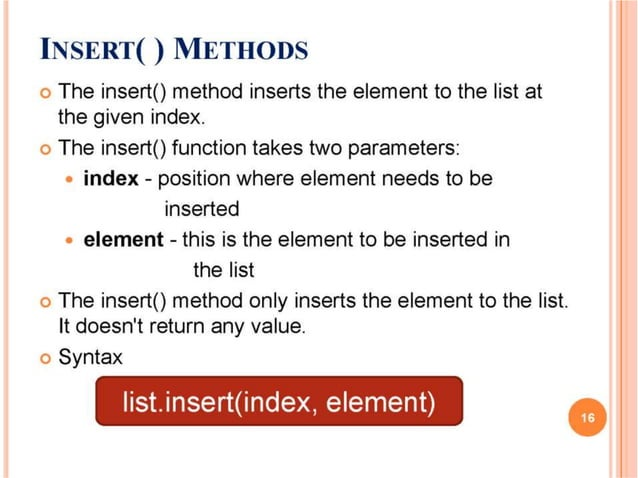 INSERT( ) METHODS
The insert() method inserts the element to the list at
the given index.
The insert() function takes two parameters:
index - position where element needs to be
inserted
element - this is the element to be inserted in
the list
The insert() method only inserts the element to the list.
It doesn't return any value.
Syntax
list.insert(index, element)
16